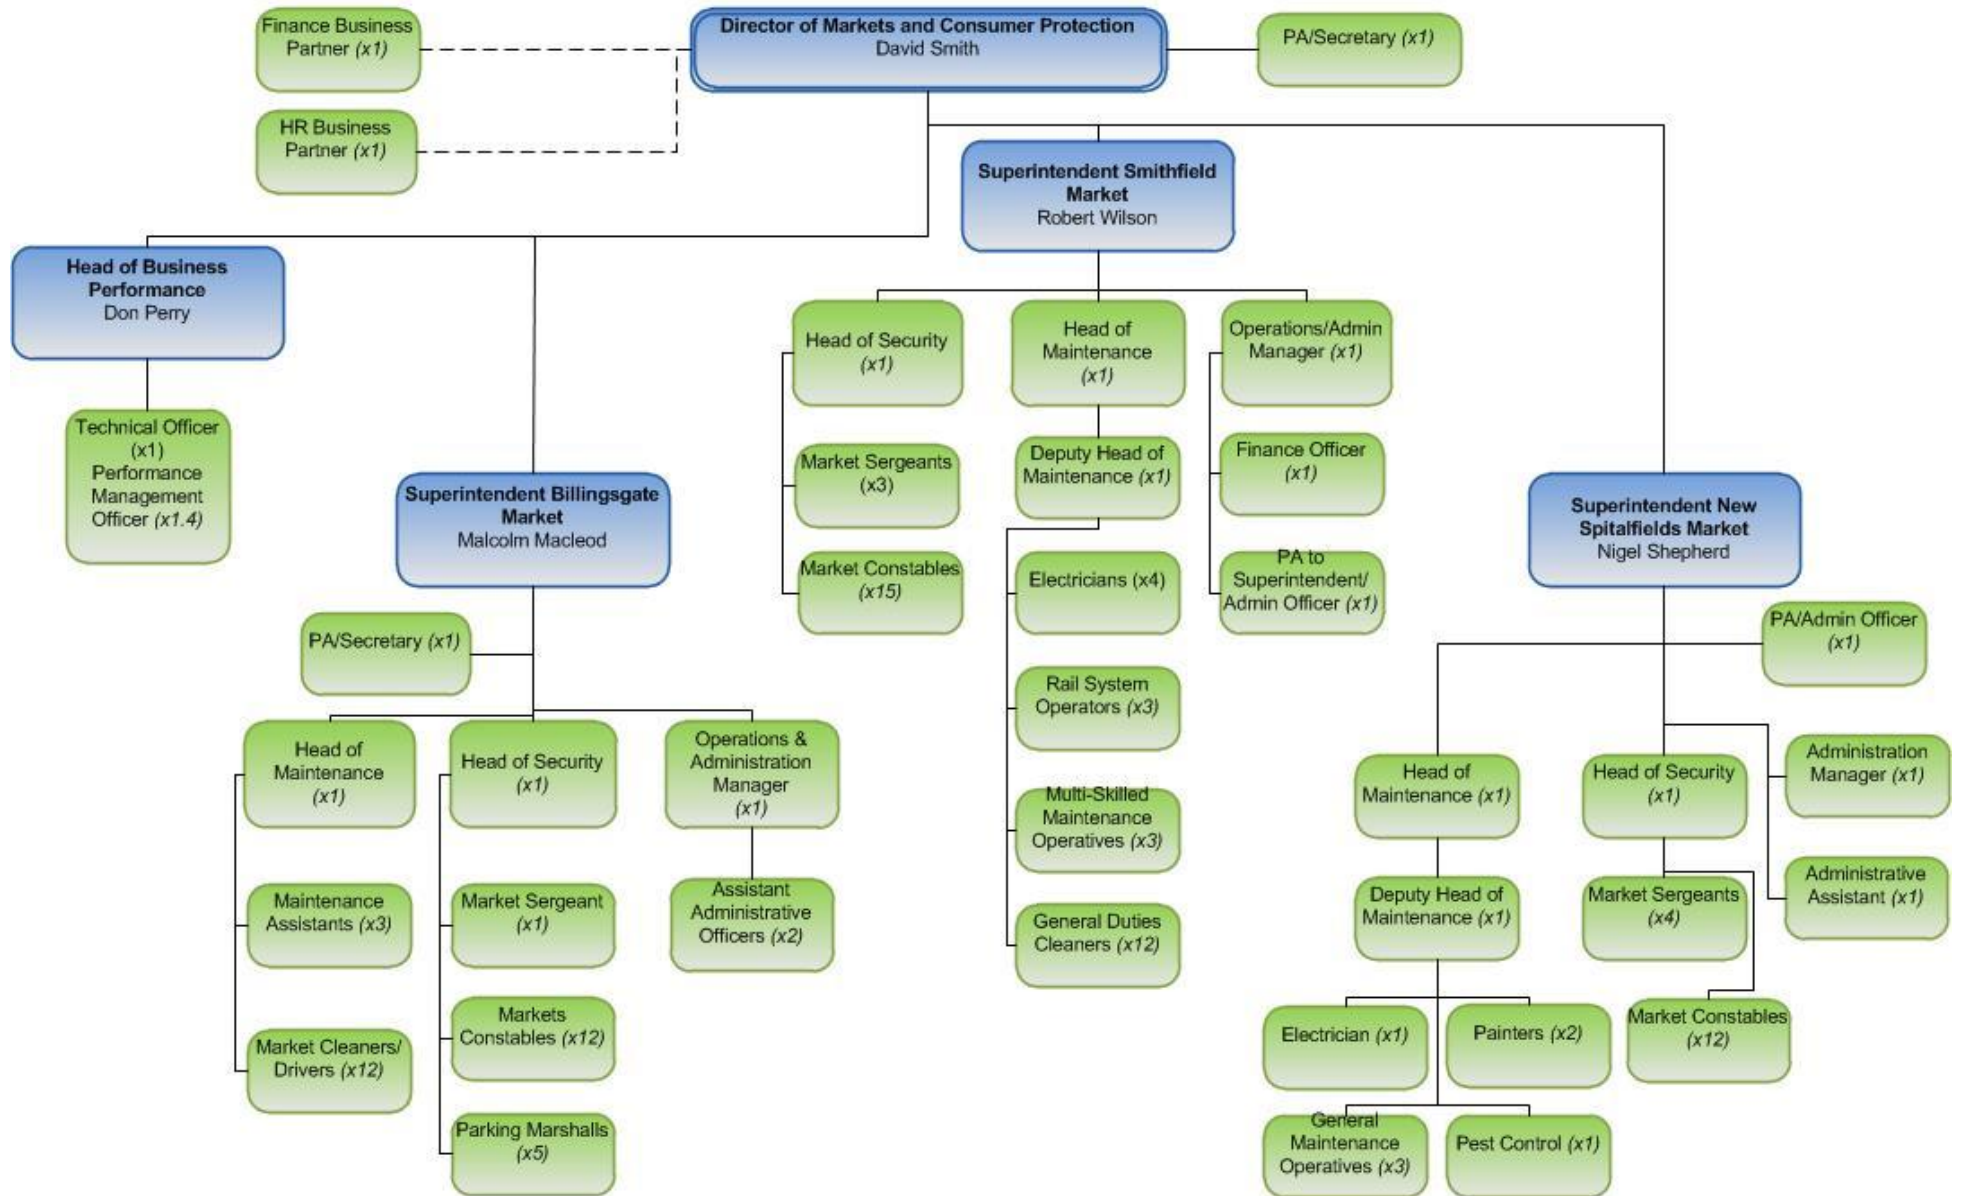 Finance Business
Partner (x1)
Director of Markets and Consumer Protection
David Smith
PA/Secretary (x1)
HR Business
Partner (x1)
Superintendent Smithfield
Market
Robert Wilson
Head of Business
Performance
Don Perry
Technical Officer
(x1)
Performance
Management
Officer (x1.4)
Superintendent Billingsgate
Market
Malcolm Macleod
PA/Secretary (x1)
Head of
Maintenance
(x1)
Maintenance
Assistants (x3)
Market Cleaners/
Drivers (x12)
Head of Security
(x1)
Market Sergeant
(x1)
Markets
Constables (x12)
Parking Marshalls
(x5)
Operations &
Administration
Manager
(x1)
Assistant
Administrative
Officers (x2)
Head of Security
(x1)
Market Sergeants
(x3)
Market Constables
(x15)
Head of
Maintenance
(x1)
Deputy Head of
Maintenance (x1)
Electricians (x4)
Rail System
Operators (x3)
Multi-Skilled
Maintenance
Operatives (x3)
General Duties
Cleaners (x12)
Operations/Admin
Manager (x1)
Finance Officer
(x1)
PA to
Superintendent/
Admin Officer (x1)
Superintendent New
Spitalfields Market
Nigel Shepherd
PA/Admin Officer
(x1)
Head of
Maintenance (x1)
Deputy Head of
Maintenance (x1)
Electrician (x1)
Painters (x2)
General
Maintenance
Operatives (x3)
Pest Control (x1)
Head of Security
(x1)
Market Sergeants
(x4)
Market Constables
(x12)
Administration
Manager (x1)
Administrative
Assistant (x1)